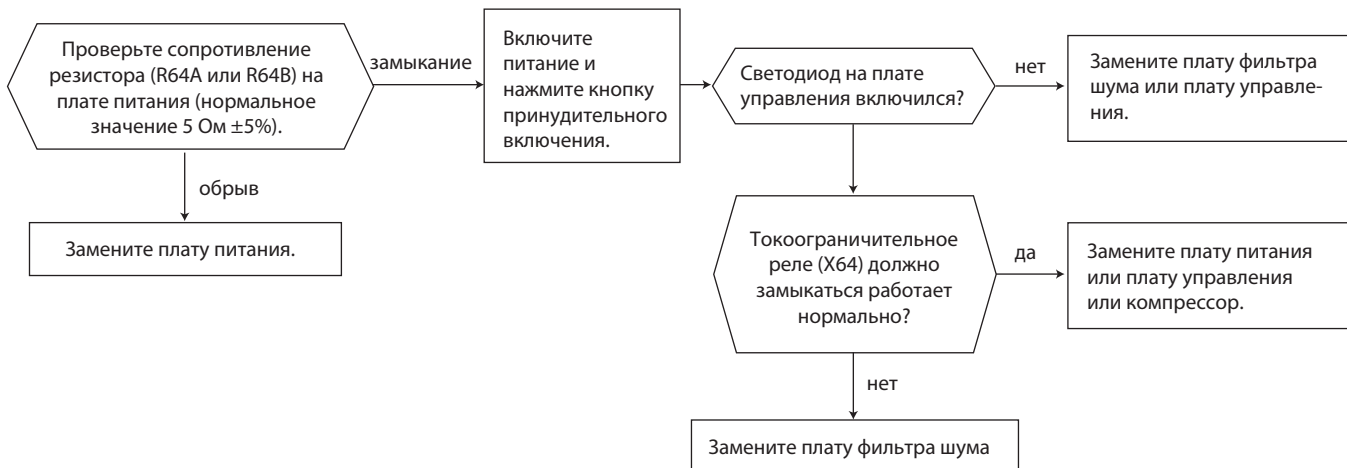 Проверьте сопротивление
резистора (R64A или R64B) на
плате питания (нормальное
значение 5 Ом ±5%).
замыкание
Включите
питание и
нажмите кнопку
принудительного
включения.
Светодиод на плате
управления включился?
нет
Замените плату фильтра
шума или плату управле-
ния.
обрыв
Замените плату питания.
Токоограничительное
реле (X64) должно
замыкаться работает
нормально?
да
Замените плату питания
или плату управления
или компрессор.
нет
Замените плату фильтра шума